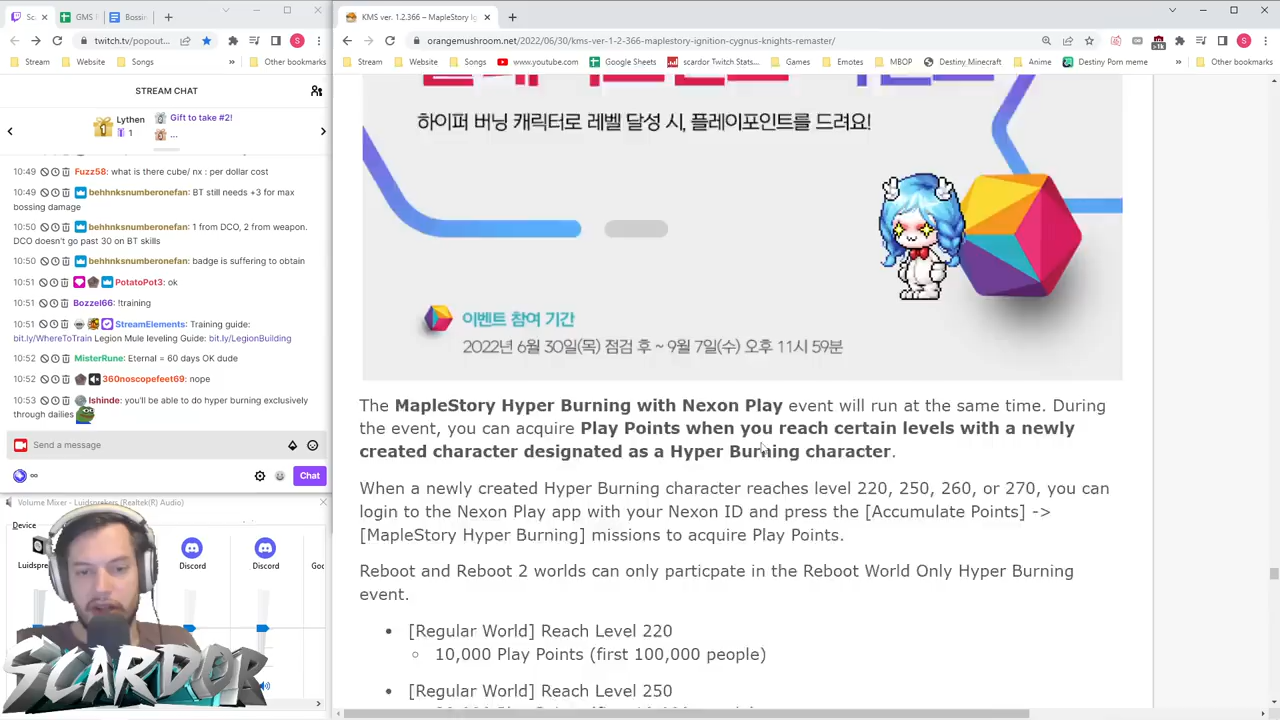 GMS
Bossin
KMS ver. 1.2.366 – MapleStory Ig
twitch.tv/popout...
orangemushroom.net/2022/06/30/kms-ver-1-2-366-maplestory-ignition-cygnus-knights-remaster/
Stream
Website
Songs
Other bookmarks
Stream
Website
Songs
www.youtube.com
Google Sheets
scardor Twitch Stats...
Games
Emotes
MBOP
Destiny Minecraft
Anime
Destiny Porn meme
Other bookmarks
STREAM CHAT
Lythen
1
Gift to take #2!
...
10:49 Fuzz58: what is there cube/ nx : per dollar cost
10:49 behhnksnumberonefan: BT still needs +3 for max
bossing damage
10:50 behhnksnumberonefan: 1 from DCO, 2 from weapon.
DCO doesn't go past 30 on BT skills
10:50 behhnksnumberonefan: badge is suffering to obtain
10:51 PotatoPot3: ok
10:51 Bozzel66: !training
10:51 StreamElements: Training guide:
bit.ly/WhereToTrain Legion Mule leveling Guide: bit.ly/LegionBuilding
10:52 MisterRune: Eternal = 60 days OK dude
10:52 360noscopefeet69: nope
10:53 Ishinde: you'll be able to do hyper burning exclusively
through dailies
Send a message
Chat
Volume Mixer - Luidsprekers (Realtek(R) Audio)
Device
Luidspre
Discord
Discord
SCARDOR
하이퍼 버닝 캐릭터로 레벨 달성 시, 플레이포인트를 드려요!
이벤트 참여 기간
2022년 6월 30일(목) 점검 후 ~ 9월 7일(수) 오후 11시 59분
The MapleStory Hyper Burning with Nexon Play event will run at the same time. During
the event, you can acquire Play Points when you reach certain levels with a newly
created character designated as a Hyper Burning character.
When a newly created Hyper Burning character reaches level 220, 250, 260, or 270, you can
login to the Nexon Play app with your Nexon ID and press the [Accumulate Points] ->
[MapleStory Hyper Burning] missions to acquire Play Points.
Reboot and Reboot 2 worlds can only particpate in the Reboot World Only Hyper Burning
event.
[Regular World] Reach Level 220
10,000 Play Points (first 100,000 people)
[Regular World] Reach Level 250